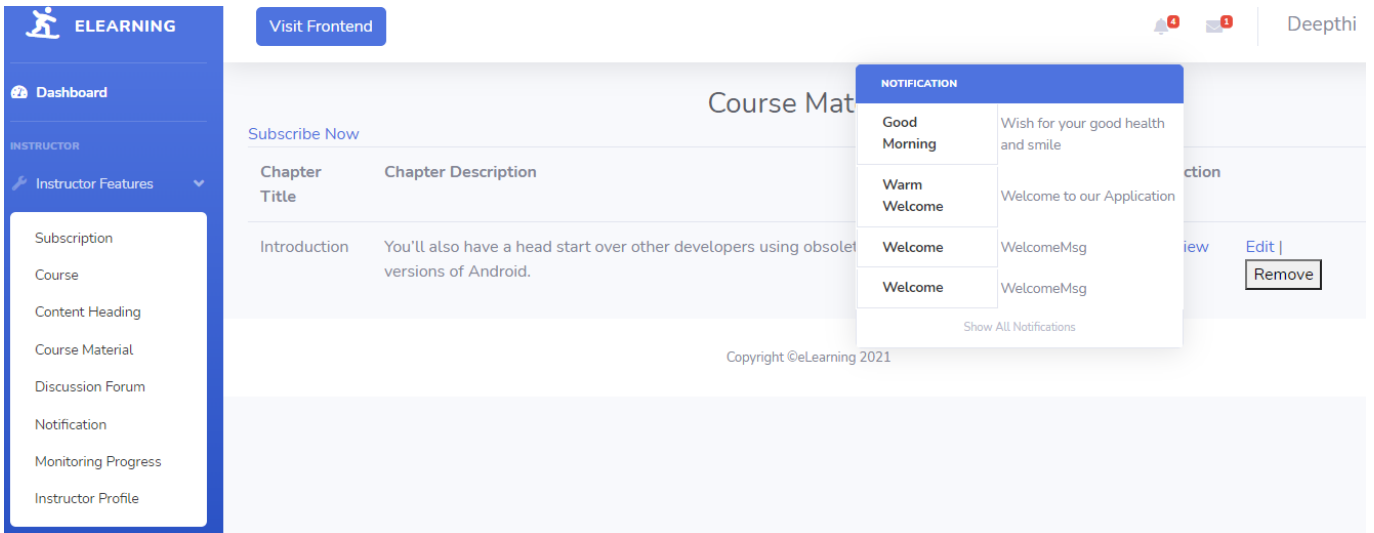 ELEARNING
Visit Frontend
4
1
Deepthi
Dashboard
INSTRUCTOR
Instructor Features
Subscription
Course
Content Heading
Course Material
Discussion Forum
Notification
Monitoring Progress
Instructor Profile
Course Mat
Subscribe Now
Chapter
Title
Chapter Description
ction
Introduction
You’ll also have a head start over other developers using obsolet
versions of Android.
iew
Edit |
Remove
NOTIFICATION
Good
Morning
Wish for your good health
and smile
Warm
Welcome
Welcome to our Application
Welcome
WelcomeMsg
Welcome
WelcomeMsg
Show All Notifications
Copyright ©eLearning 2021